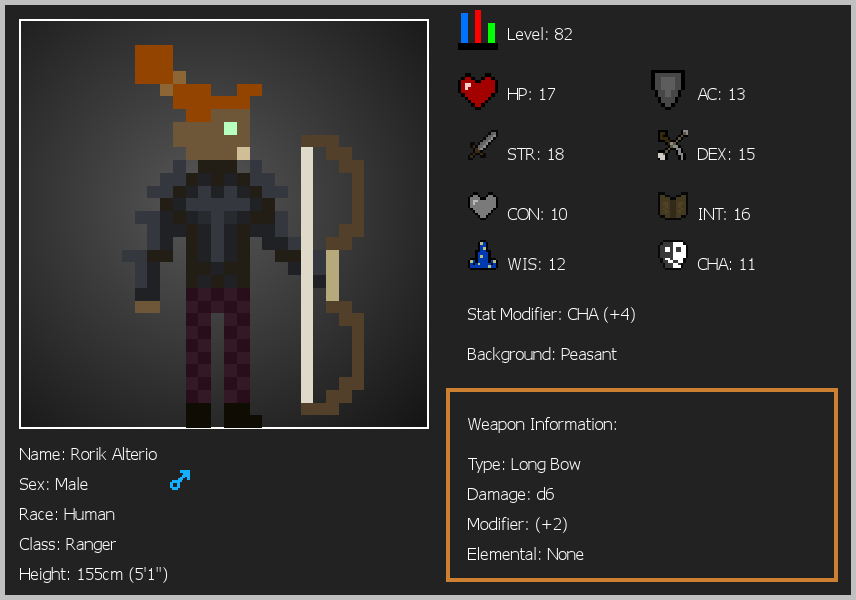 Level: 82
HP: 17
AC: 13
STR: 18
DEX: 15
CON: 10
INT: 16
WIS: 12
CHA: 11
Stat Modifier: CHA (+4)
Background: Peasant
Weapon Information:
Type: Long Bow
Damage: d6
Modifier: (+2)
Elemental: None
Name: Rorik Alterio
Sex: Male
Race: Human
Class: Ranger
Height: 155cm (5'1")